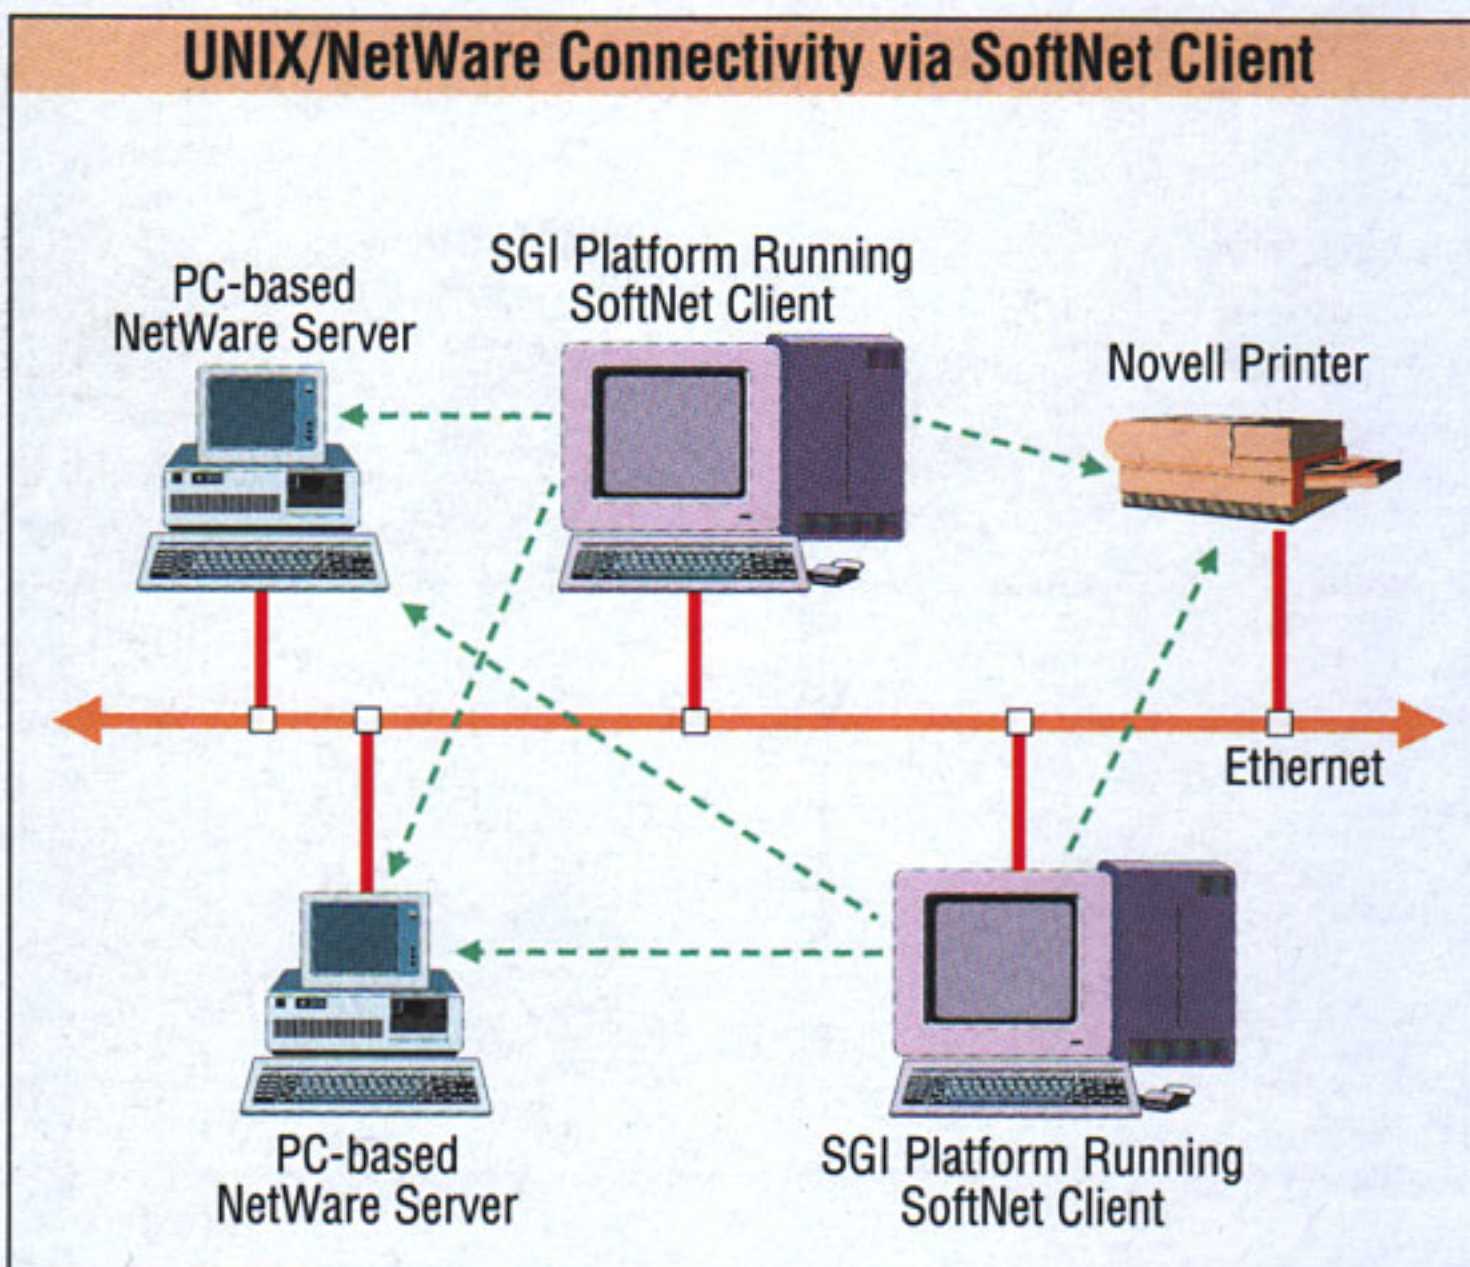 UNIX/NetWare Connectivity via SoftNet Client
PC-based
NetWare Server
SGI Platform Running
SoftNet Client
Novell Printer
Ethernet
PC-based
NetWare Server
SGI Platform Running
SoftNet Client